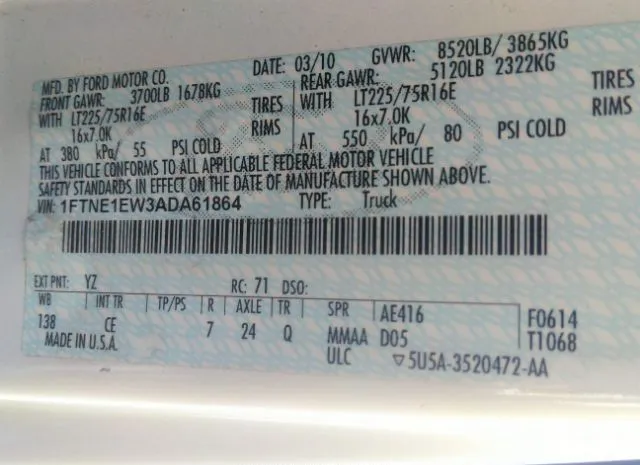 MFD. BY FORD MOTOR CO.
DATE: 03/10 GVWR: 8520LB/ 3865KG
FRONT GAWR: 3700LB 1678KG
REAR GAWR: 5120LB 2322KG
WITH LT225/75R16E TIRES
WITH LT225/75R16E TIRES
16x7.0K RIMS
16x7.0K RIMS
AT 380 kPa/ 55 PSI COLD
AT 550 kPa/ 80 PSI COLD
THIS VEHICLE CONFORMS TO ALL APPLICABLE FEDERAL MOTOR VEHICLE
SAFETY STANDARDS IN EFFECT ON THE DATE OF MANUFACTURE SHOWN ABOVE.
VIN: 1FTNE1EW3ADA61864 TYPE: Truck
EXT PNT: YZ RC: 71 DSO:
WB INT TR TP/PS R AXLE TR SPR AE416 F0614
138 CE 7 24 Q MMAA D05 T1068
MADE IN U.S.A. ULC ▽5U5A-3520472-AA